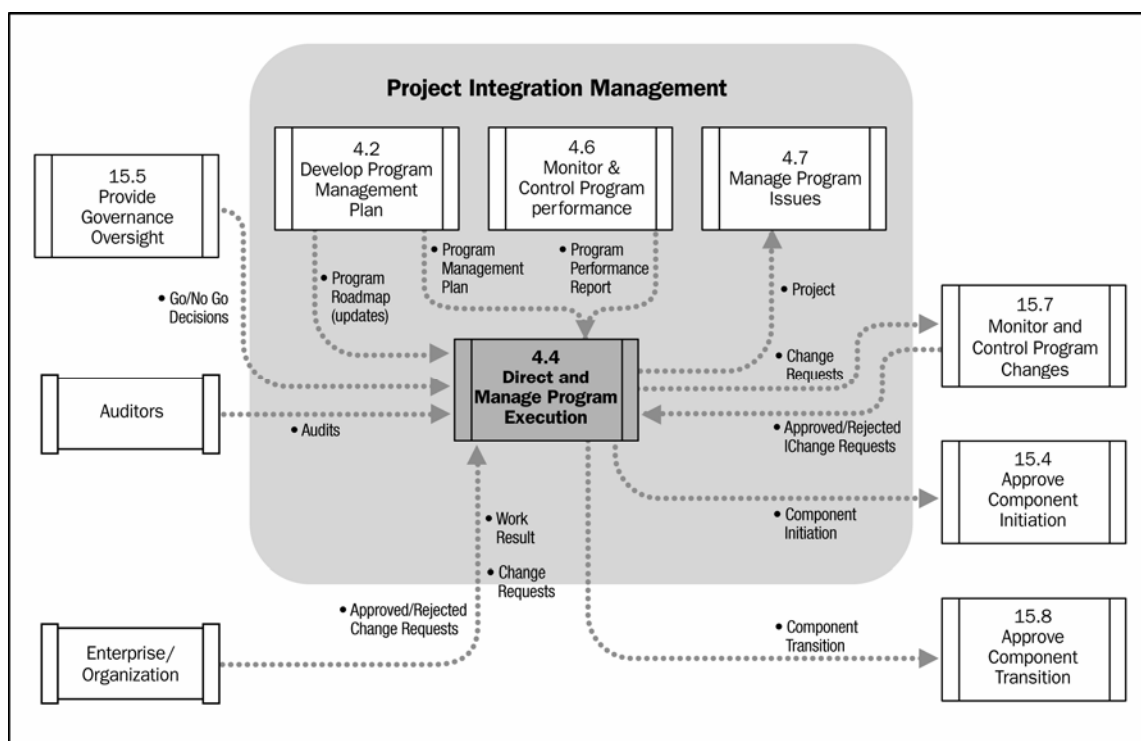 Project Integration Management
4.2
Develop Program
Management
Plan
4.6
Monitor &
Control Program
performance
4.7
Manage Program
Issues
15.5
Provide
Governance
Oversight
• Program
Roadmap
(updates)
• Program
Management
Plan
• Program
Performance
Report
• Project
• Go/No Go
Decisions
15.7
Monitor and
Control Program
Changes
• Change
Requests
4.4
Direct and
Manage Program
Execution
Auditors
• Audits
• Approved/Rejected
IChange Requests
15.4
Approve
Component
Initiation
• Component
Initiation
• Work
Result
• Change
Requests
• Approved/Rejected
Change Requests
Enterprise/
Organization
• Component
Transition
15.8
Approve
Component
Transition